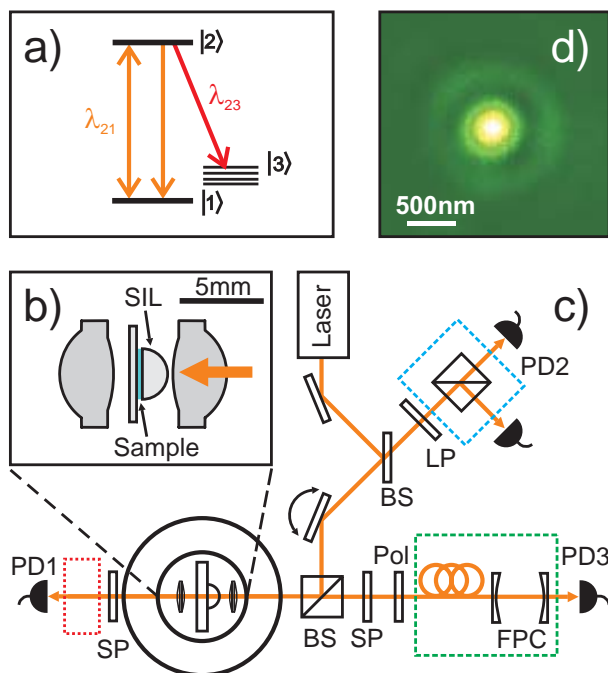 a)
|2⟩
λ21
λ23
|3⟩
|1⟩
d)
500nm
b)
SIL
5mm
Sample
c)
Laser
PD2
LP
BS
PD1
SP
BS
SP
Pol
FPC
PD3